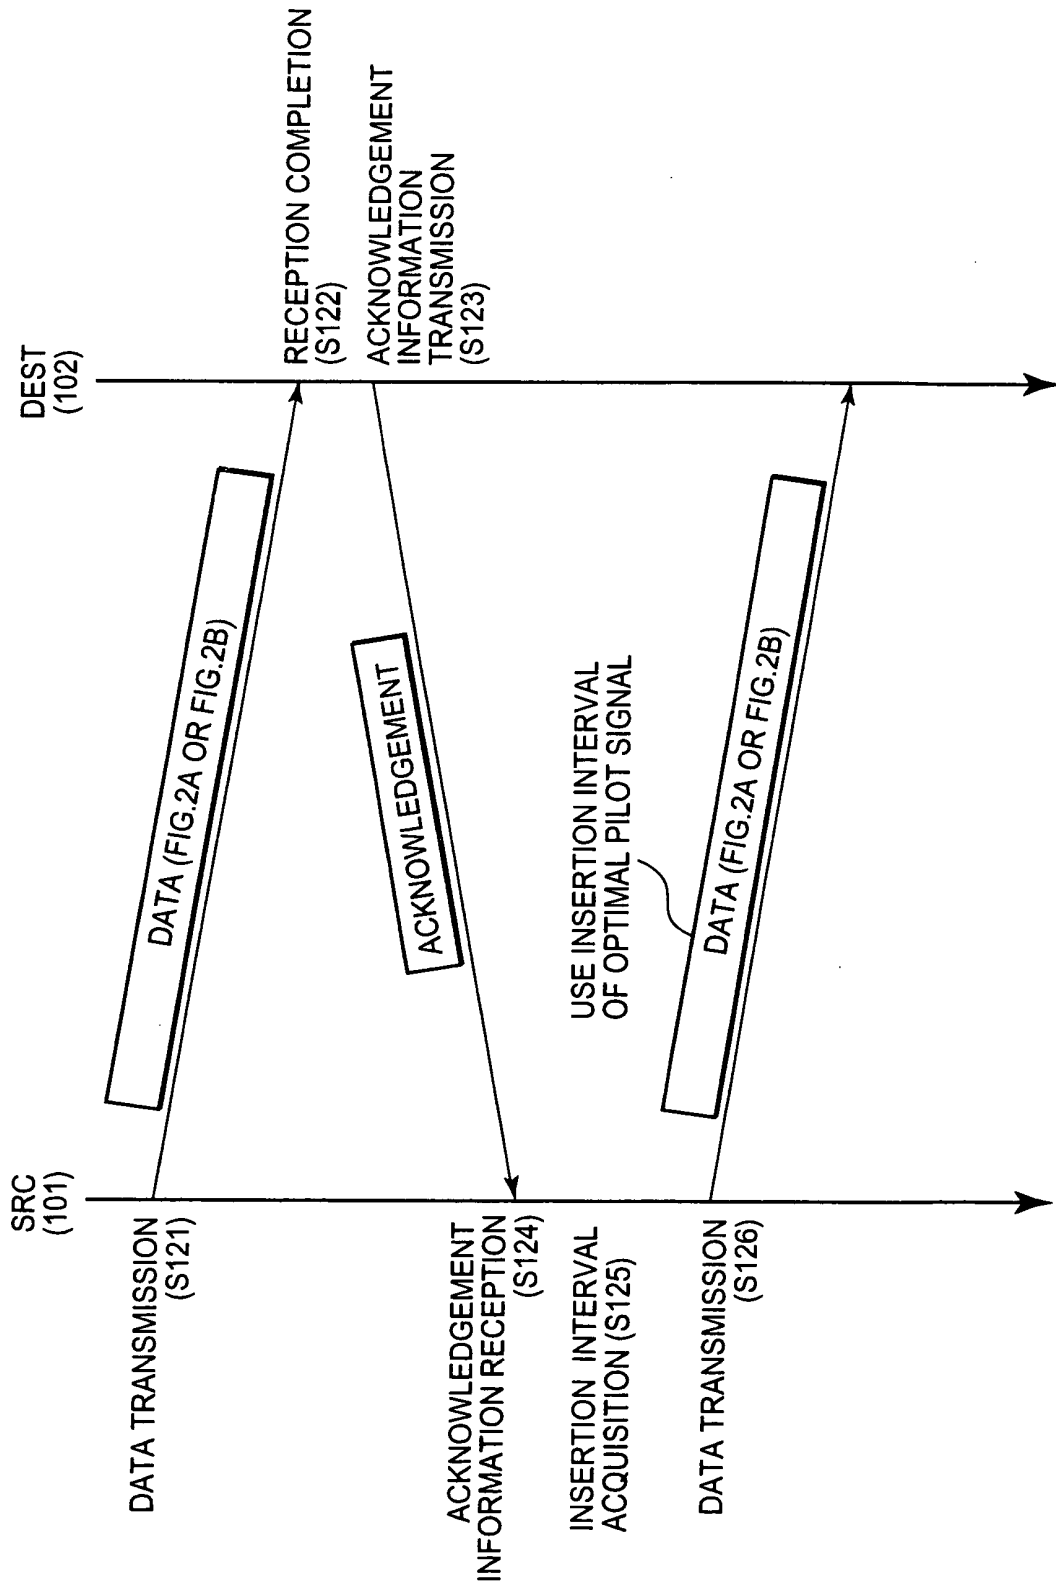 SRC
(101)
DEST
(102)
DATA TRANSMISSION
(S121)
DATA (FIG.2A OR FIG.2B)
RECEPTION COMPLETION
(S122)
ACKNOWLEDGEMENT
INFORMATION
TRANSMISSION
(S123)
ACKNOWLEDGEMENT
ACKNOWLEDGEMENT
INFORMATION RECEPTION
(S124)
INSERTION INTERVAL
ACQUISITION (S125)
USE INSERTION INTERVAL
OF OPTIMAL PILOT SIGNAL
DATA TRANSMISSION
(S126)
DATA (FIG.2A OR FIG.2B)